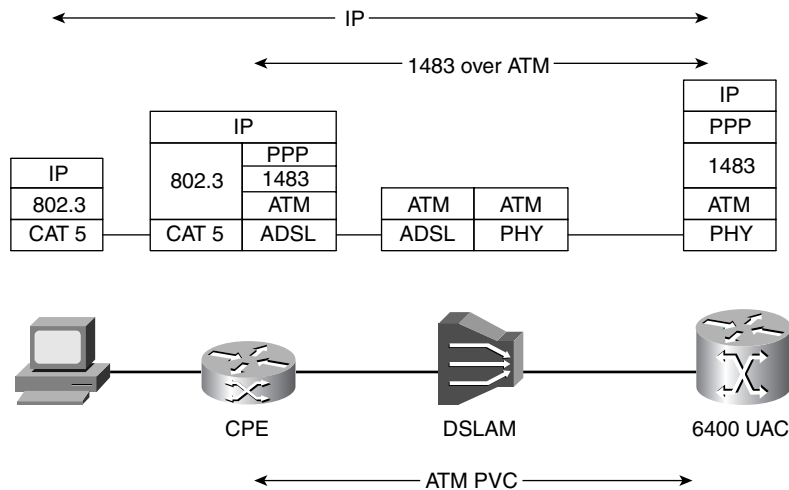 IP
1483 over ATM
IP
802.3
CAT 5
IP
802.3
PPP
1483
ATM
CAT 5
ADSL
ATM
ATM
ADSL
PHY
IP
PPP
1483
ATM
PHY
CPE
DSLAM
6400 UAC
ATM PVC